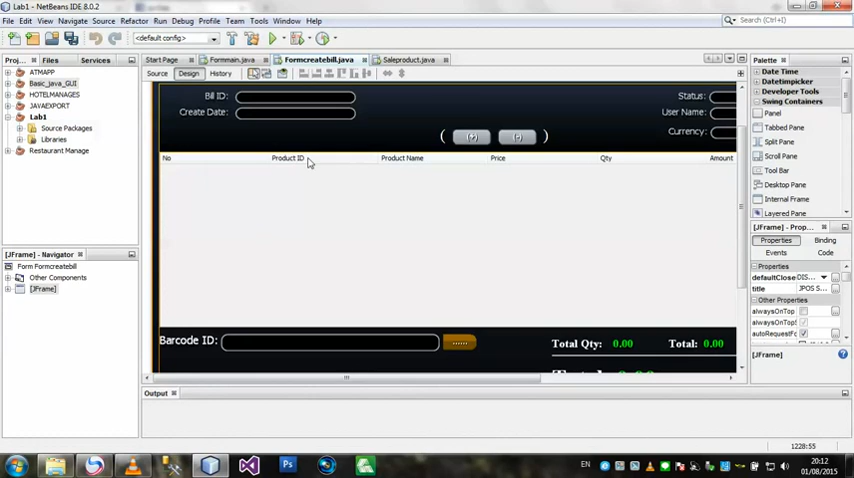 Lab1 - NetBeans IDE 8.0.2
File Edit View Navigate Source Refactor Run Debug Profile Team Tools Window Help
Search (Ctrl+I)
<default config>
Proj... Files Services
Start Page Formmain.java Formcreatebill.java Saleproduct.java
Palette
Source Design History
ATMAPP
Basic_java_GUI
HOTELMANAGES
JAVAEXPORT
Lab1
Source Packages
Libraries
Restaurant Manage
Bill ID:
Create Date:
Status:
User Name:
Currency:
( (+) (-) )
No Product ID Product Name Price Qty Amount
Barcode ID: ......
Total Qty: 0.00 Total: 0.00
Date Time
Datetimpicker
Developer Tools
Swing Containers
Panel
Tabbed Pane
Split Pane
Scroll Pane
Tool Bar
Desktop Pane
Internal Frame
Layered Pane
[JFrame] - Navigator
Form Formcreatebill
Other Components
[JFrame]
[JFrame] - Prop...
Properties Binding
Events Code
Properties
defaultClose DIS...
title JPOS S...
Other Properties
alwaysOnTop
alwaysOnTopS
autoRequestFo
[JFrame]
Output
1228:55
EN
20:12
01/08/2015